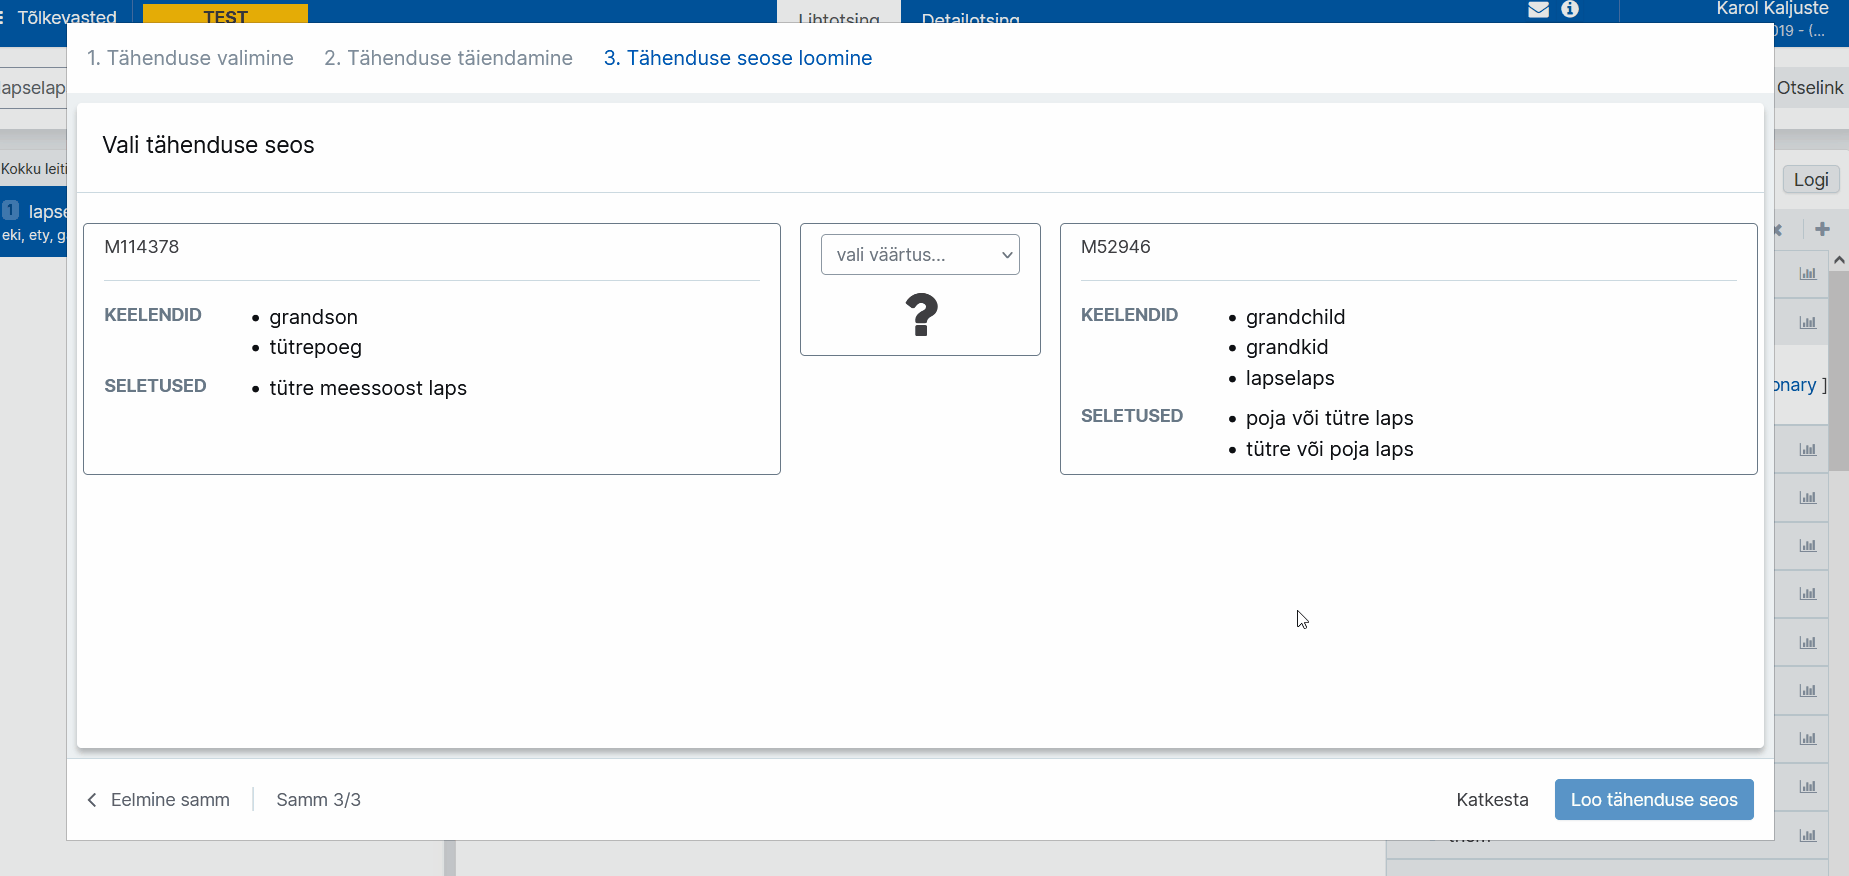 Tõlkevasted
TEST
Lihtotsing
Detailotsing
Karol Kaljuste
019 - (...
1. Tähenduse valimine
2. Tähenduse täiendamine
3. Tähenduse seose loomine
apselap
Otselink
Vali tähenduse seos
Kokku leiti
Logi
1
lapse
eki, ety, g
M114378
KEELENDID
• grandson
• tütrepoeg
SELETUSED
• tütre meessoost laps
vali väärtus...
?
M52946
KEELENDID
• grandchild
• grandkid
• lapselaps
SELETUSED
• poja või tütre laps
• tütre või poja laps
onary ]
Eelmine samm
Samm 3/3
Katkesta
Loo tähenduse seos